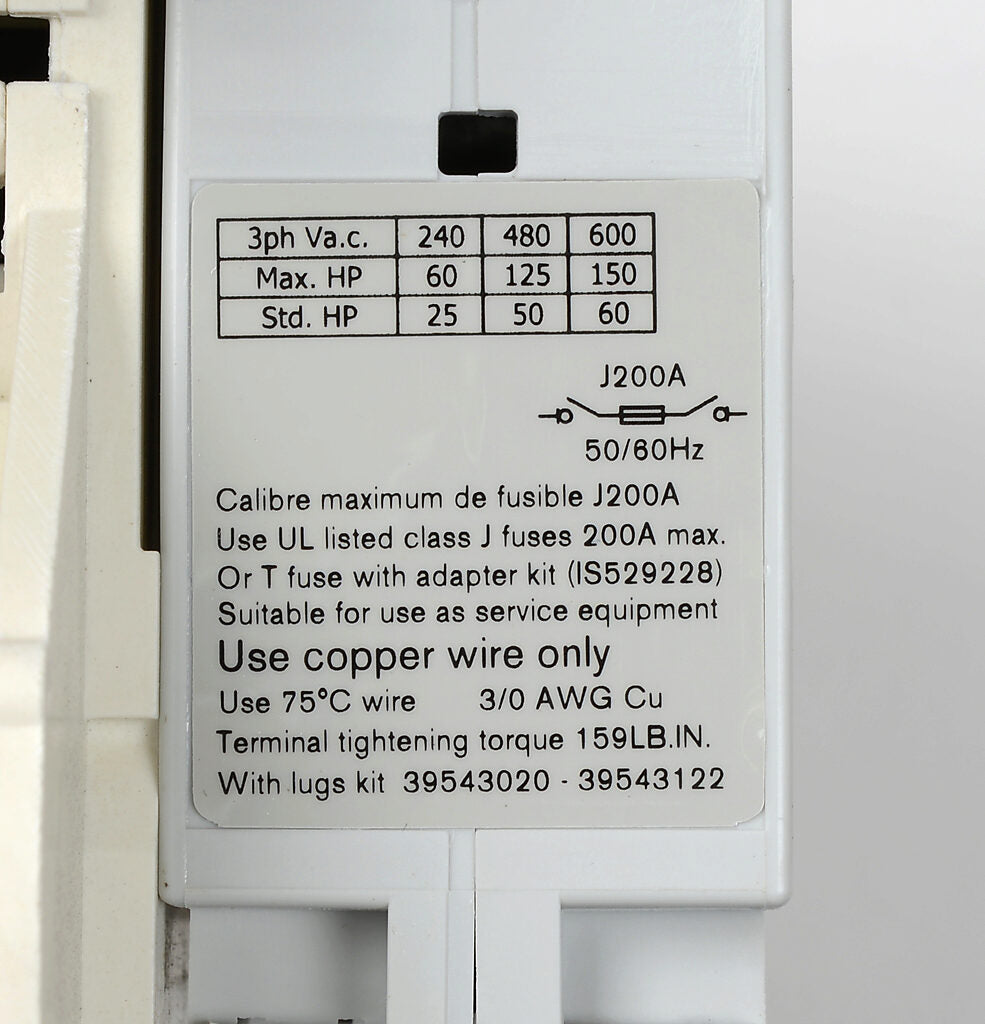 3ph Va.c. 240 480 600
Max. HP 60 125 150
Std. HP 25 50 60
J200A
50/60Hz
Calibre maximum de fusible J200A
Use UL listed class J fuses 200A max.
Or T fuse with adapter kit (IS529228)
Suitable for use as service equipment
Use copper wire only
Use 75°C wire 3/0 AWG Cu
Terminal tightening torque 159LB.IN.
With lugs kit 39543020 - 39543122